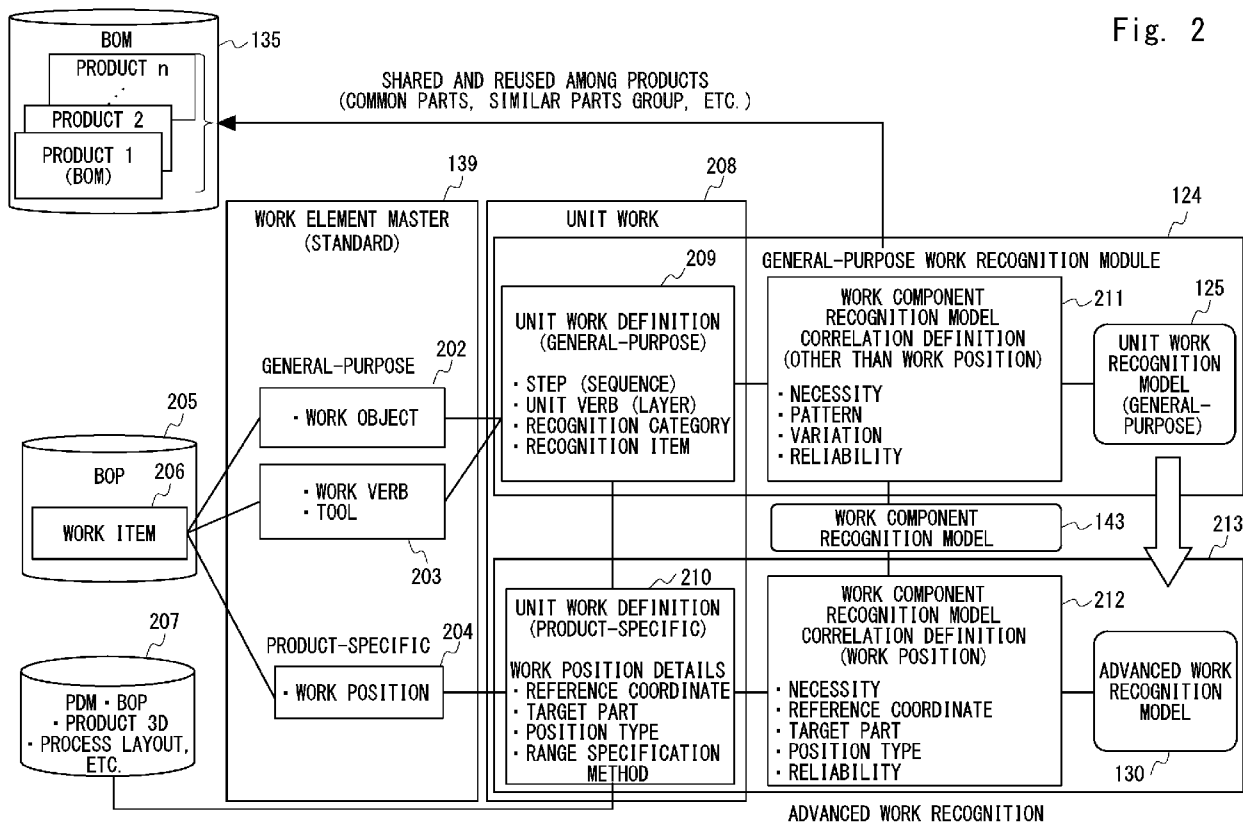 Fig. 2
BOM
135
PRODUCT n
PRODUCT 2
PRODUCT 1
(BOM)
SHARED AND REUSED AMONG PRODUCTS
(COMMON PARTS, SIMILAR PARTS GROUP, ETC.)
139
WORK ELEMENT MASTER
(STANDARD)
208
UNIT WORK
124
GENERAL-PURPOSE WORK RECOGNITION MODULE
209
UNIT WORK DEFINITION
(GENERAL-PURPOSE)
・STEP (SEQUENCE)
・UNIT VERB (LAYER)
・RECOGNITION CATEGORY
・RECOGNITION ITEM
WORK COMPONENT
RECOGNITION MODEL
CORRELATION DEFINITION
(OTHER THAN WORK POSITION)
・NECESSITY
・PATTERN
・VARIATION
・RELIABILITY
211
125
UNIT WORK
RECOGNITION
MODEL
(GENERAL-
PURPOSE)
GENERAL-PURPOSE
202
・WORK OBJECT
・WORK VERB
・TOOL
203
205
BOP
206
WORK ITEM
WORK COMPONENT
RECOGNITION MODEL
143
213
207
PDM・BOP
・PRODUCT 3D
・PROCESS LAYOUT,
ETC.
PRODUCT-SPECIFIC
204
・WORK POSITION
210
UNIT WORK DEFINITION
(PRODUCT-SPECIFIC)
WORK POSITION DETAILS
・REFERENCE COORDINATE
・TARGET PART
・POSITION TYPE
・RANGE SPECIFICATION
METHOD
WORK COMPONENT
RECOGNITION MODEL
CORRELATION DEFINITION
(WORK POSITION)
・NECESSITY
・REFERENCE COORDINATE
・TARGET PART
・POSITION TYPE
・RELIABILITY
212
ADVANCED WORK
RECOGNITION
MODEL
130
ADVANCED WORK RECOGNITION